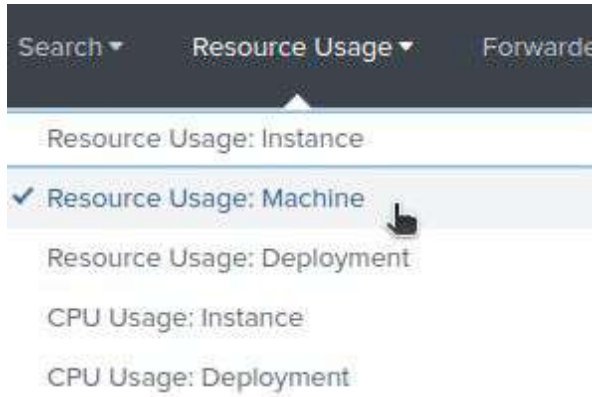 Search Resource Usage Forwarde
Resource Usage: Instance
Resource Usage: Machine
Resource Usage: Deployment
CPU Usage: Instance
CPU Usage: Deployment